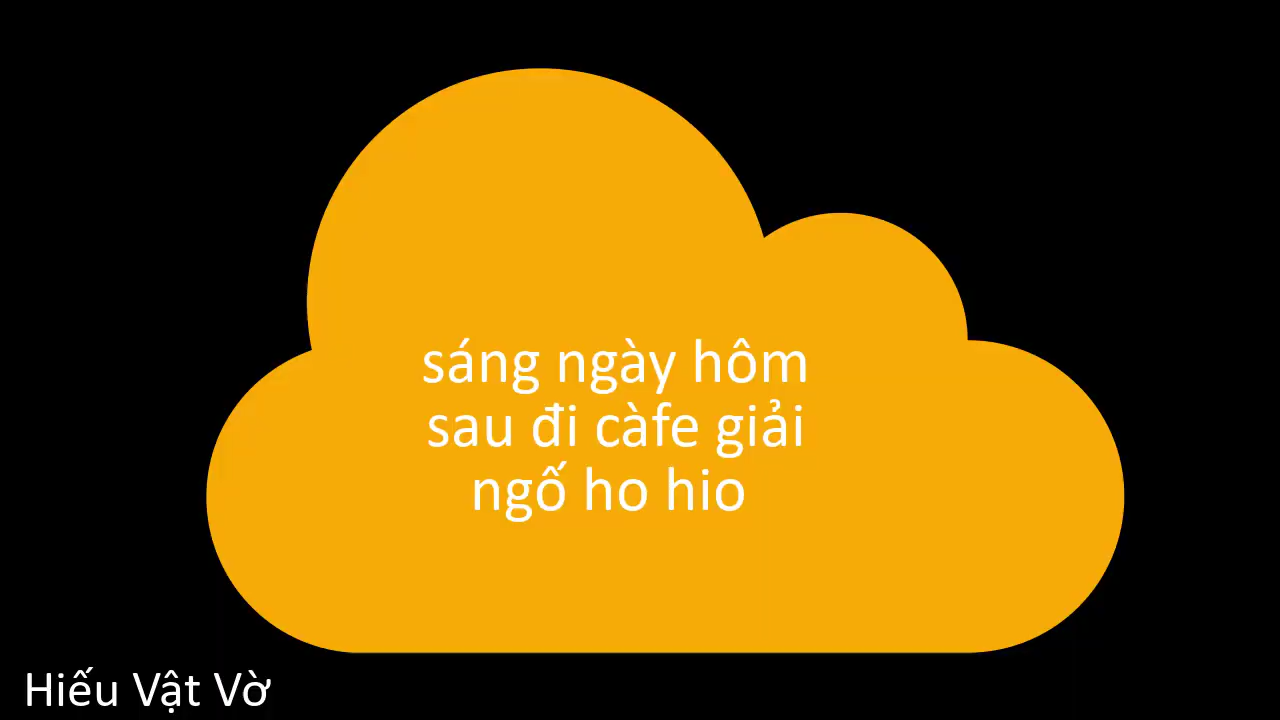 sáng ngày hôm
sau đi càfe giải
ngố ho hio
Hiếu Vật Vờ